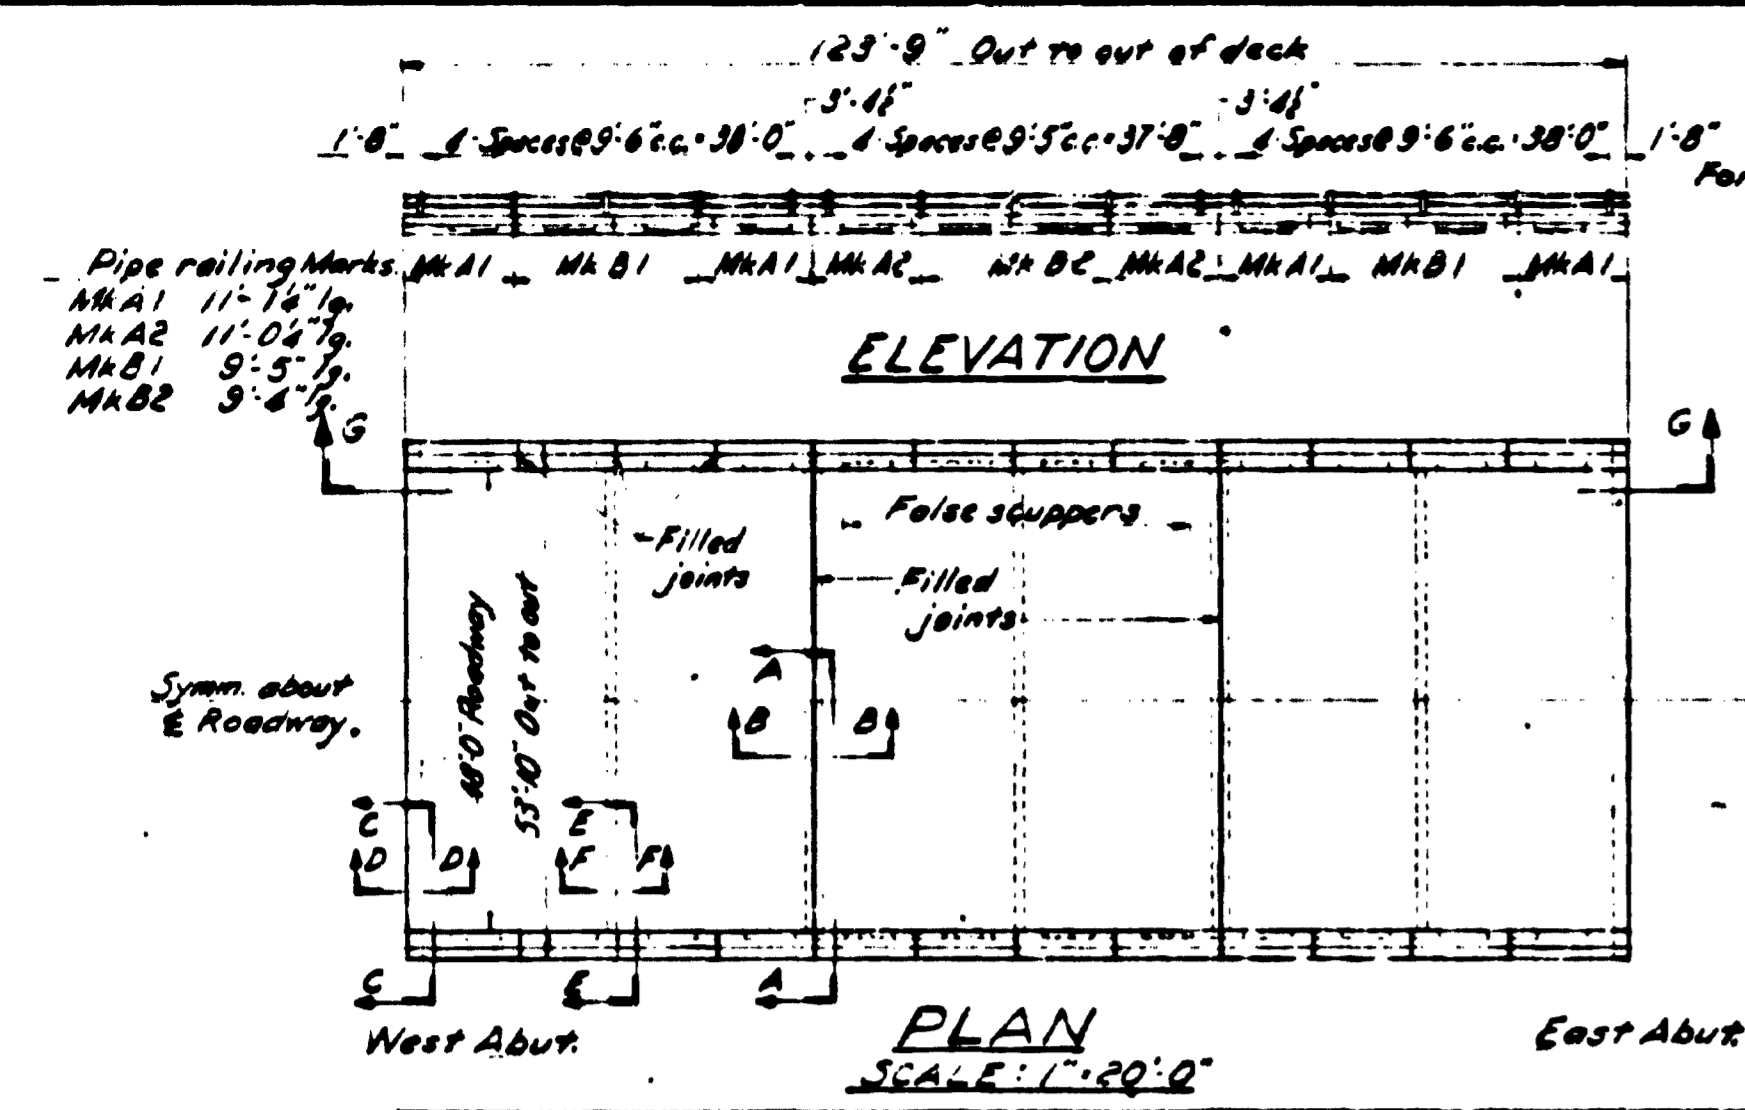 123'-9" Out to out of deck
3'-4½" 3'-4½"
1'-8" 4-Spaces@9'-6"c.c.=38'-0" 4-Spaces@9'-5"c.c.=37'-8" 4-Spaces@9'-6"c.c.=38'-0" 1'-8"
For
Pipe railing Marks. MkA1 MkB1 MkA1 MkA2 MkB2 MkA2 MkA1 MkB1 MkA1
MkA1 11'-1¼" lg.
MkA2 11'-0¼" lg.
MkB1 9'-5" lg.
MkB2 9'-4" lg.
ELEVATION
G G
False scuppers
Filled
joints
Filled
joints
48'-0" Roadway
53'-10" Out to out
Symm. about
℄ Roadway.
A
B B
C E
D D F F
C E A
West Abut.
PLAN
East Abut.
SCALE: 1"=20'-0"